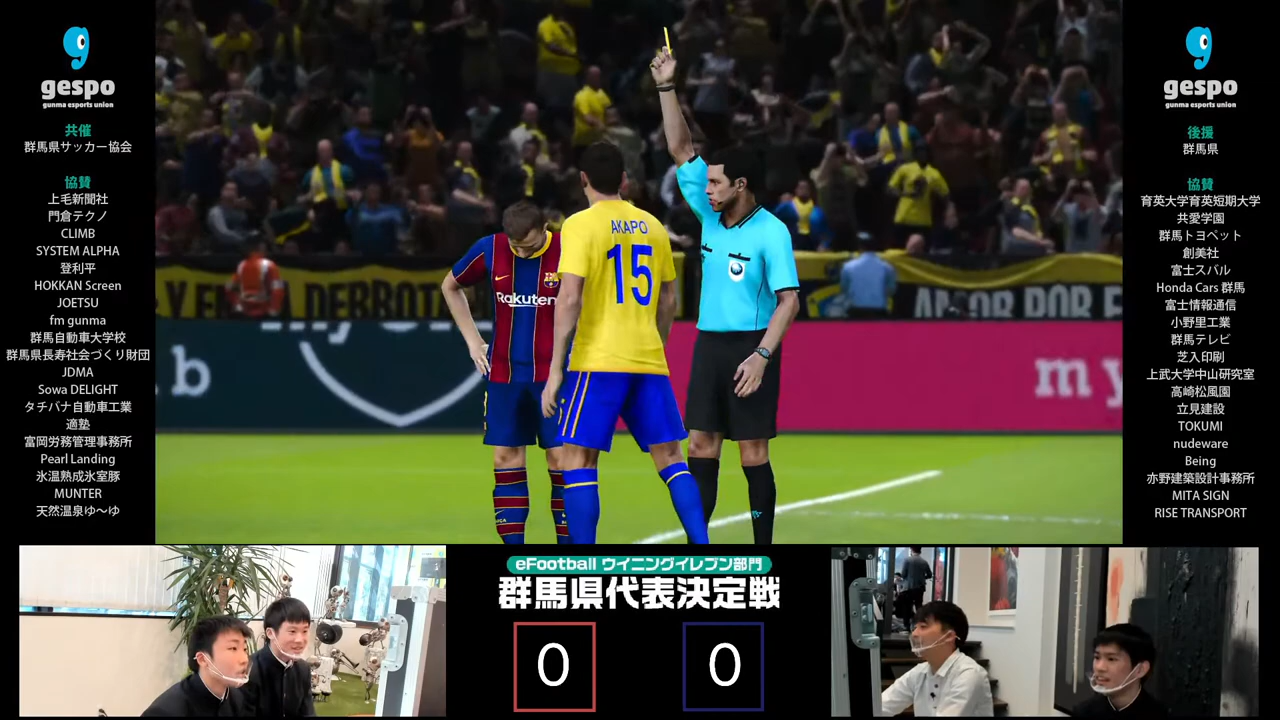 gespo
gunma esports union
共催
群馬県サッカー協会
協賛
上毛新聞社
門倉テクノ
CLIMB
SYSTEM ALPHA
登利平
HOKKAN Screen
JOETSU
fm gunma
群馬自動車大学校
群馬県長寿社会づくり財団
JDMA
Sowa DELIGHT
タチバナ自動車工業
適塾
富岡労務管理事務所
Pearl Landing
氷温熟成氷室豚
MUNTER
天然温泉ゆ〜ゆ
AKAPO
15
Rakuten
gespo
gunma esports union
後援
群馬県
協賛
育英大学育英短期大学
共愛学園
群馬トヨペット
創美社
富士スバル
Honda Cars 群馬
富士情報通信
小野里工業
群馬テレビ
芝入印刷
上武大学中山研究室
高崎松風園
立見建設
TOKUMI
nudeware
Being
亦野建築設計事務所
MITA SIGN
RISE TRANSPORT
eFootball ウイニングイレブン部門
群馬県代表決定戦
0
0